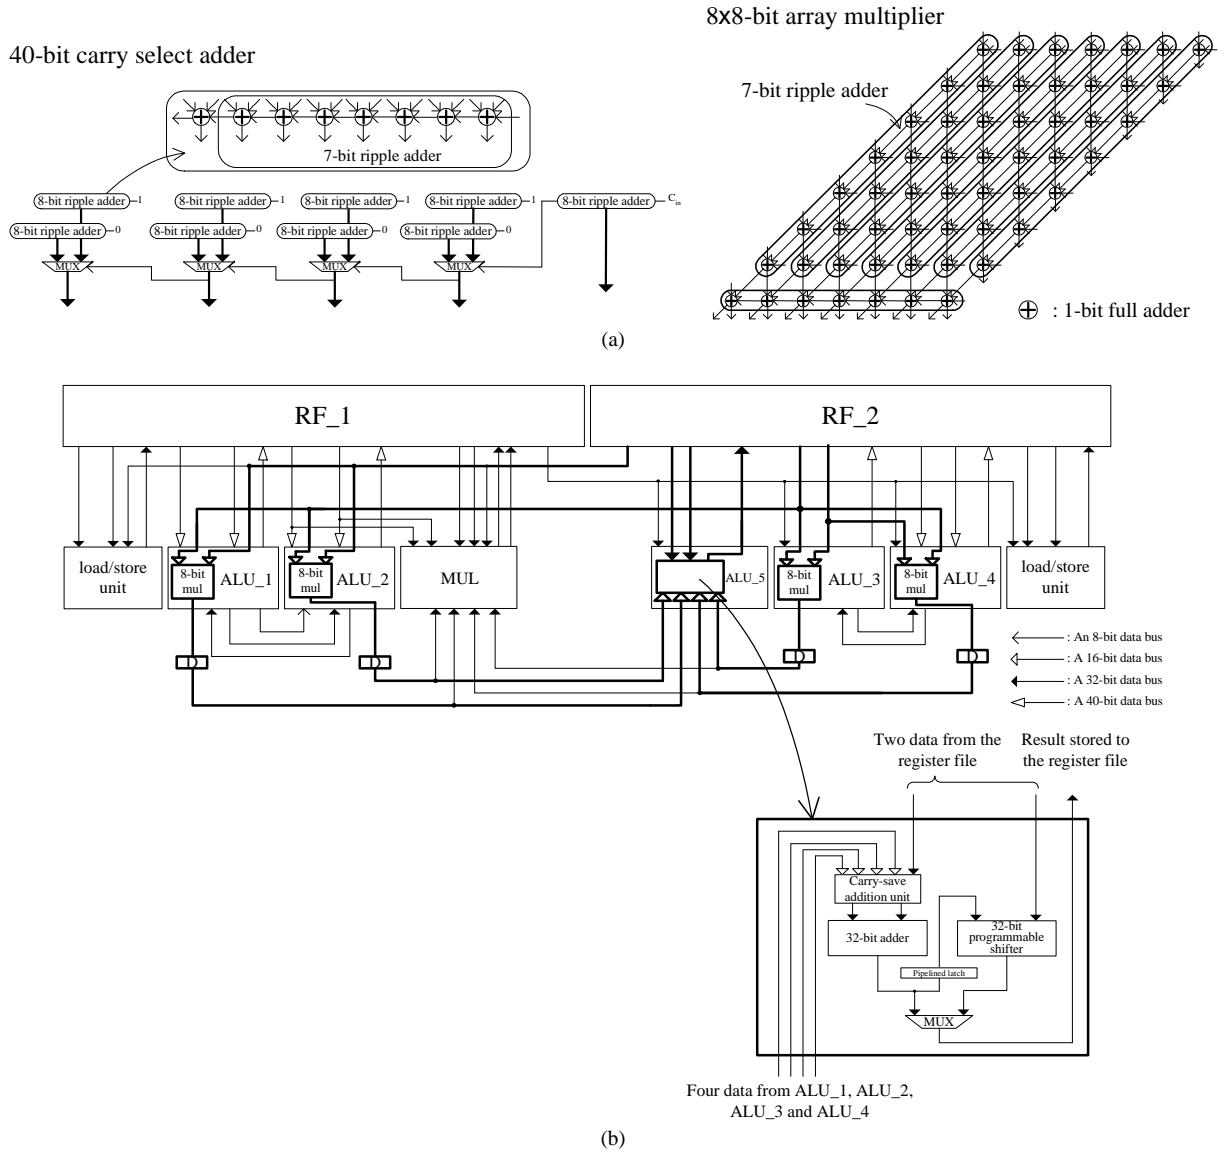 8x8-bit array multiplier
40-bit carry select adder
7-bit ripple adder
7-bit ripple adder
8-bit ripple adder 1
8-bit ripple adder 1
8-bit ripple adder 1
8-bit ripple adder 1
8-bit ripple adder Cin
8-bit ripple adder 0
8-bit ripple adder 0
8-bit ripple adder 0
8-bit ripple adder 0
MUX
MUX
MUX
MUX
: 1-bit full adder
(a)
RF_1
RF_2
load/store
unit
8-bit
mul
ALU_1
8-bit
mul
ALU_2
MUL
ALU_5
8-bit
mul
ALU_3
8-bit
mul
ALU_4
load/store
unit
D
D
D
D
: An 8-bit data bus
: A 16-bit data bus
: A 32-bit data bus
: A 40-bit data bus
Two data from the
register file
Result stored to
the register file
Carry-save
addition unit
32-bit adder
32-bit
programmable
shifter
Pipelined latch
MUX
Four data from ALU_1, ALU_2,
ALU_3 and ALU_4
(b)